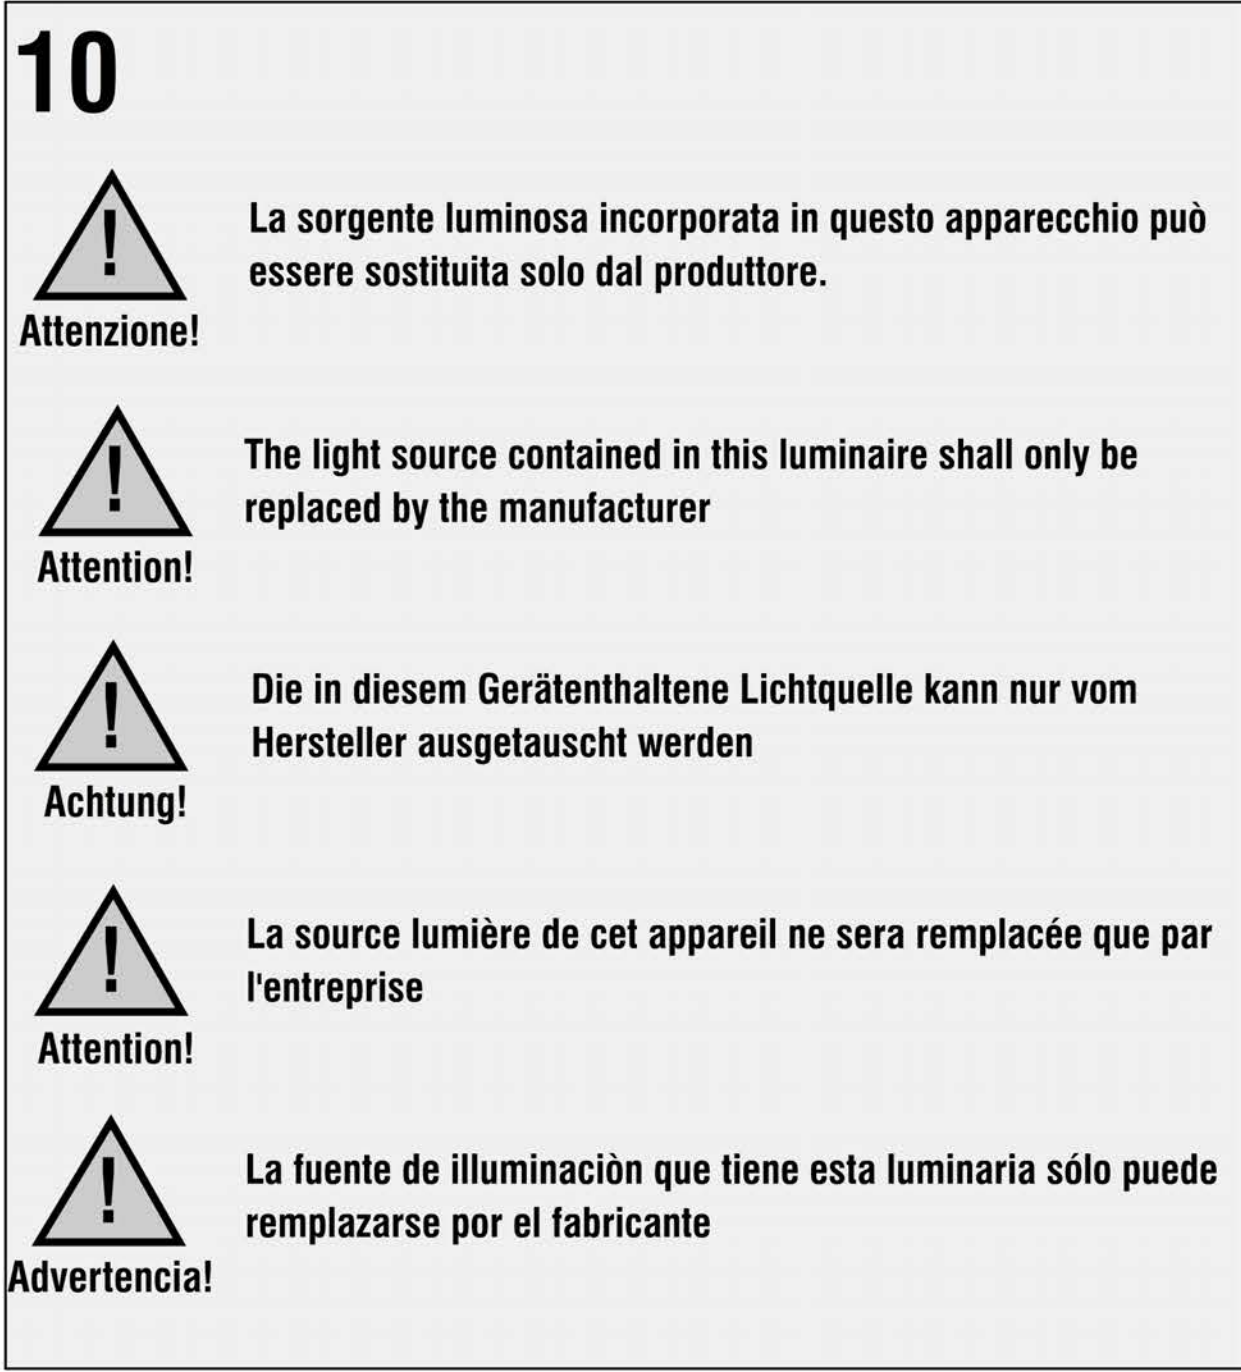 10
La sorgente luminosa incorporata in questo apparecchio può
essere sostituita solo dal produttore.
!
Attenzione!
The light source contained in this luminaire shall only be
replaced by the manufacturer
!
Attention!
Die in diesem Gerätenthaltene Lichtquelle kann nur vom
Hersteller ausgetauscht werden
!
Achtung!
La source lumière de cet appareil ne sera remplacée que par
l'entreprise
!
Attention!
La fuente de illuminaciòn que tiene esta luminaria sólo puede
remplazarse por el fabricante
!
Advertencia!